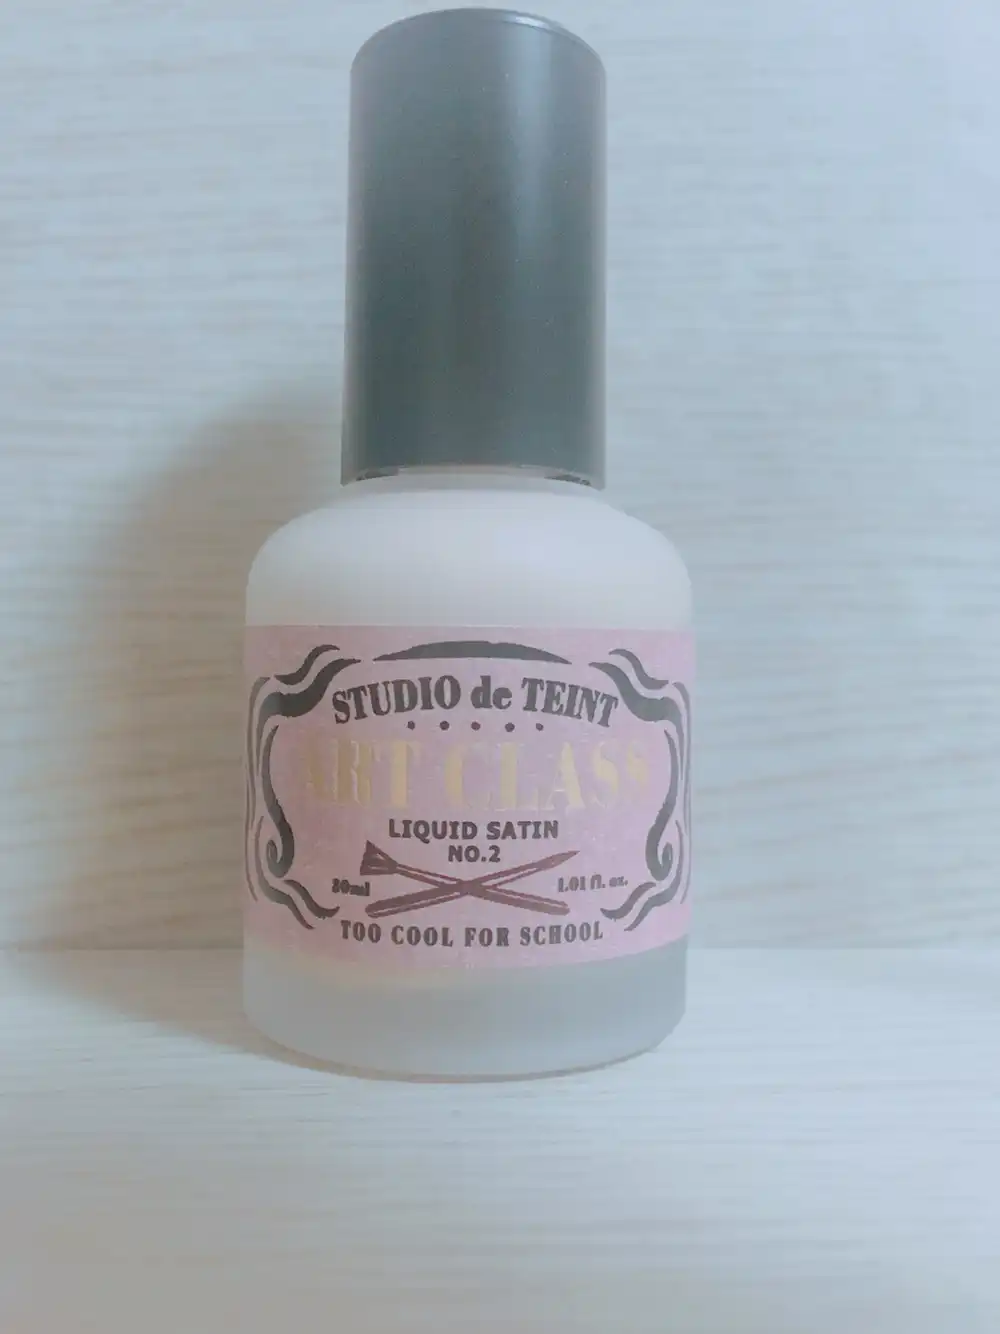 STUDIO de TEINT
ART CLASS
LIQUID SATIN
NO.2
30ml 1.01 fl. oz.
TOO COOL FOR SCHOOL